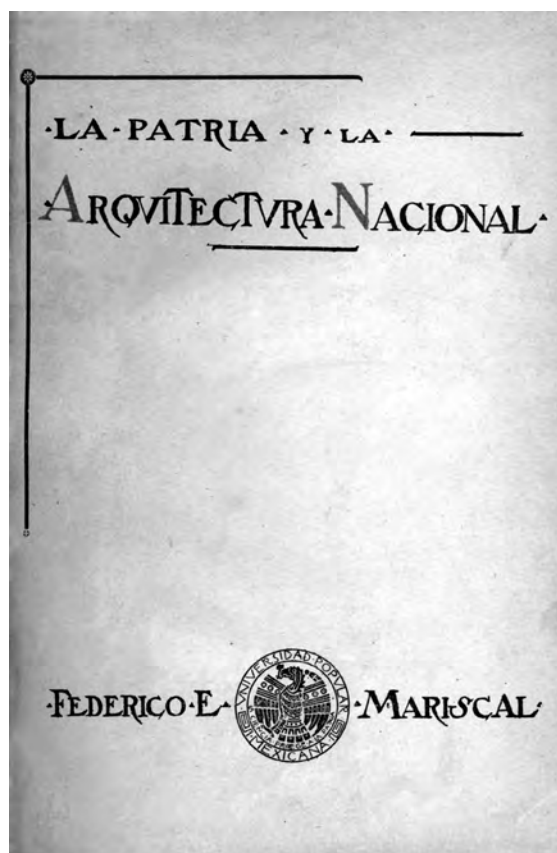 ·LA·PATRIA·Y·LA·
·ARQVITECTVRA·NACIONAL·
·FEDERICO·E·
VNIVERSIDAD POPVLAR
MEXICANA
·MARISCAL·